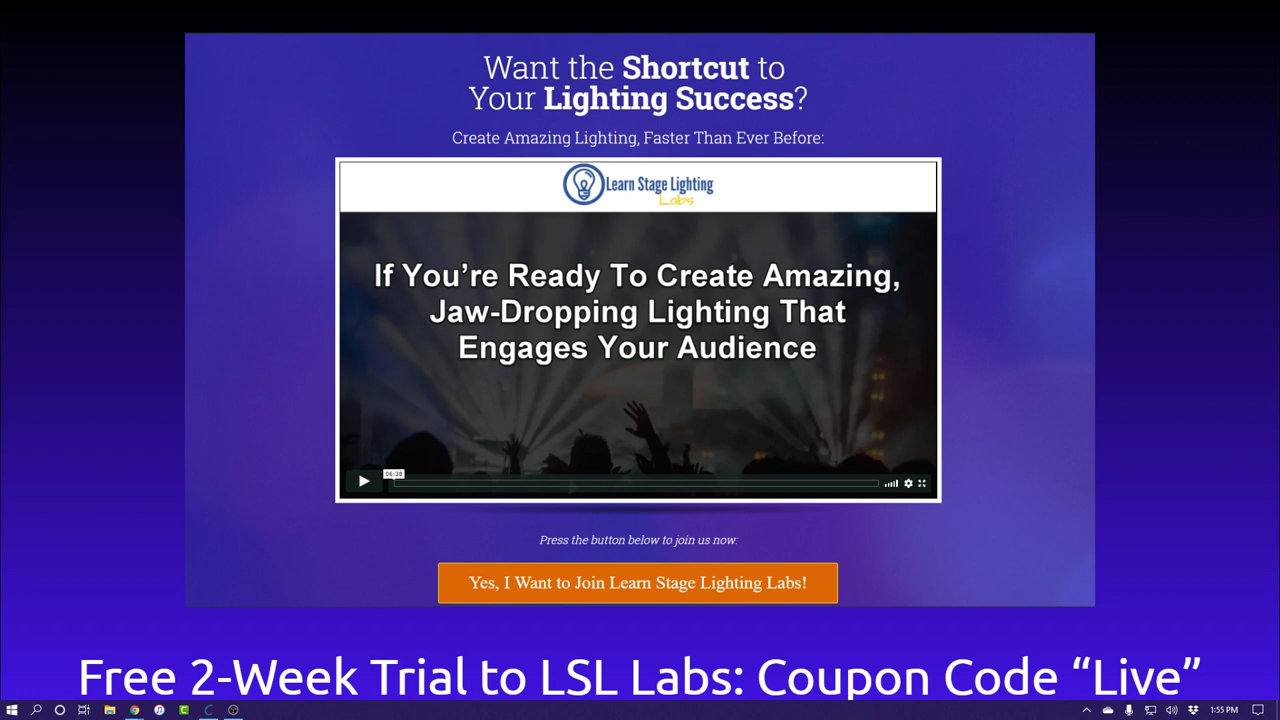 Want the Shortcut to
Your Lighting Success?
Create Amazing Lighting, Faster Than Ever Before:
Learn Stage Lighting
Labs
If You’re Ready To Create Amazing,
Jaw-Dropping Lighting That
Engages Your Audience
06:38
Press the button below to join us now:
Yes, I Want to Join Learn Stage Lighting Labs!
Free 2-Week Trial to LSL Labs: Coupon Code “Live”
1:55 PM